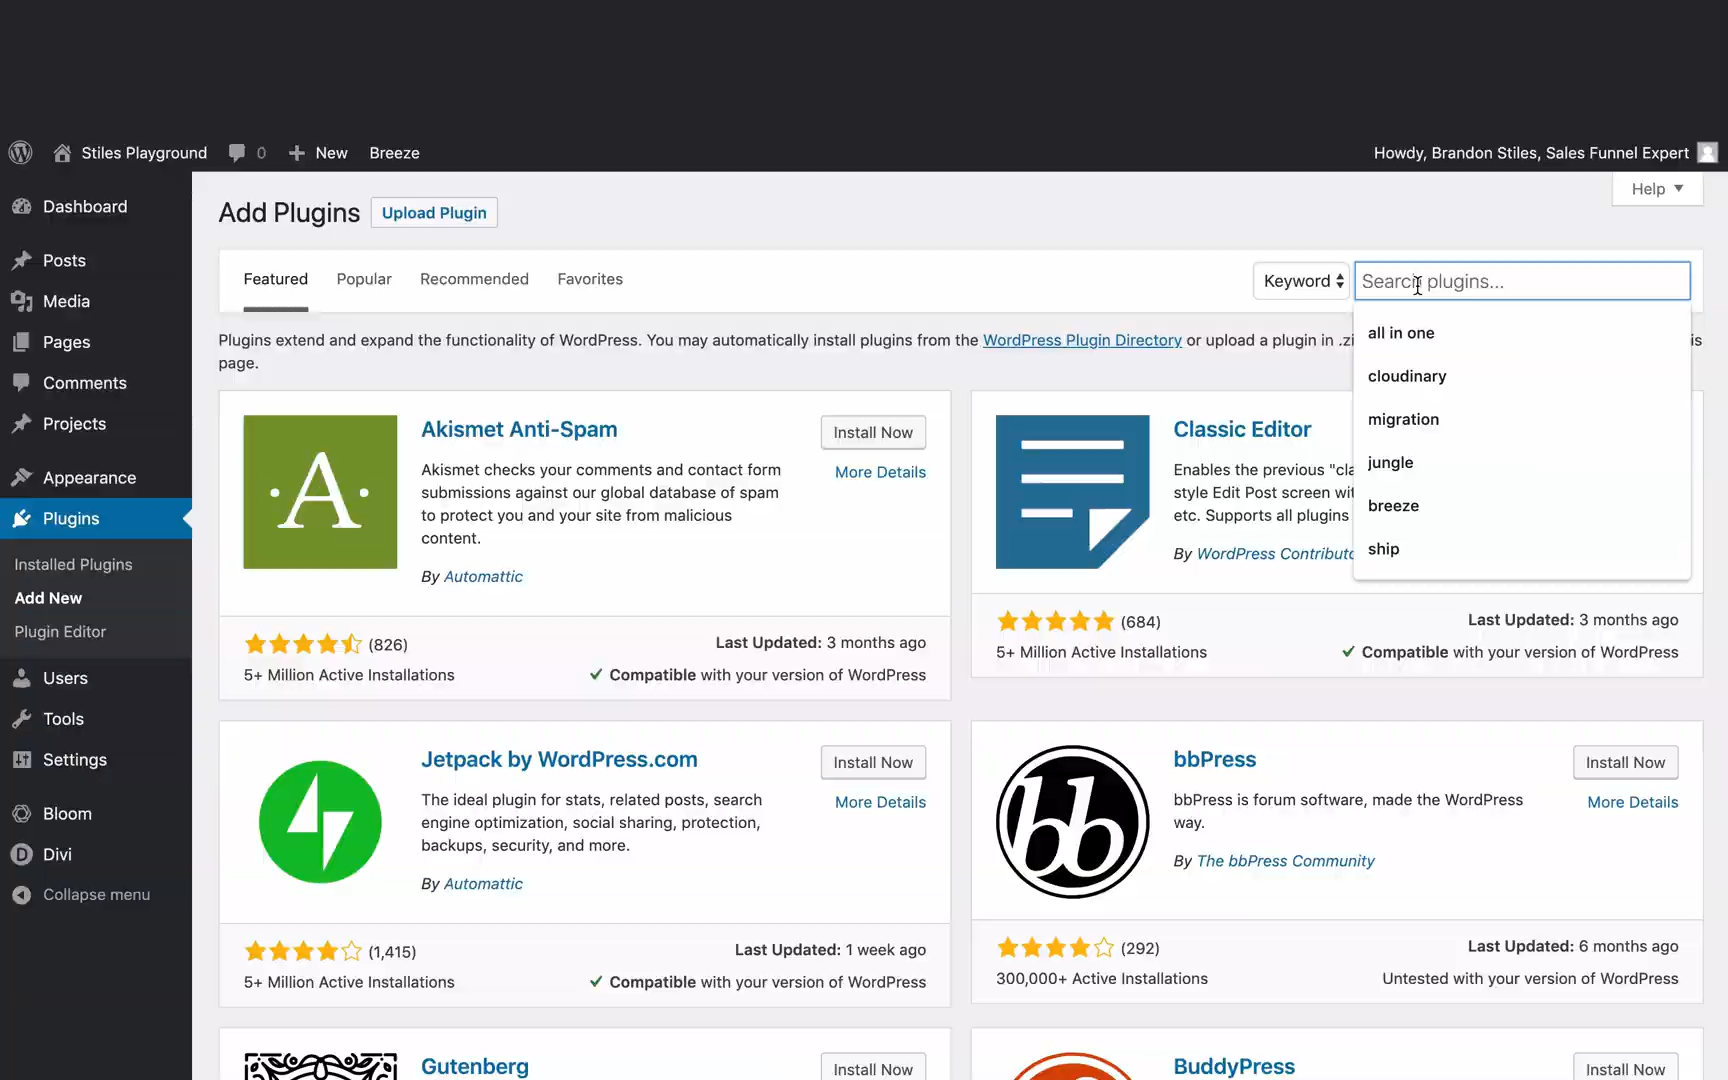 Stiles Playground
0
New
Breeze
Howdy, Brandon Stiles, Sales Funnel Expert
Help
Dashboard
Posts
Media
Pages
Comments
Projects
Appearance
Plugins
Installed Plugins
Add New
Plugin Editor
Users
Tools
Settings
Bloom
D
Divi
Collapse menu
Add Plugins
Upload Plugin
Featured
Popular
Recommended
Favorites
Keyword
Search plugins...
all in one
cloudinary
migration
jungle
breeze
ship
Plugins extend and expand the functionality of WordPress. You may automatically install plugins from the WordPress Plugin Directory or upload a plugin in .zi
is
page.
A
Akismet Anti-Spam
Install Now
More Details
Akismet checks your comments and contact form
submissions against our global database of spam
to protect you and your site from malicious
content.
By Automattic
(826)
Last Updated: 3 months ago
5+ Million Active Installations
Compatible with your version of WordPress
Classic Editor
Enables the previous "cla
style Edit Post screen wit
etc. Supports all plugins
By WordPress Contributo
(684)
Last Updated: 3 months ago
5+ Million Active Installations
Compatible with your version of WordPress
Jetpack by WordPress.com
Install Now
More Details
The ideal plugin for stats, related posts, search
engine optimization, social sharing, protection,
backups, security, and more.
By Automattic
(1,415)
Last Updated: 1 week ago
5+ Million Active Installations
Compatible with your version of WordPress
bb
bbPress
Install Now
More Details
bbPress is forum software, made the WordPress
way.
By The bbPress Community
(292)
Last Updated: 6 months ago
300,000+ Active Installations
Untested with your version of WordPress
Gutenberg
Install Now
BuddyPress
Install Now